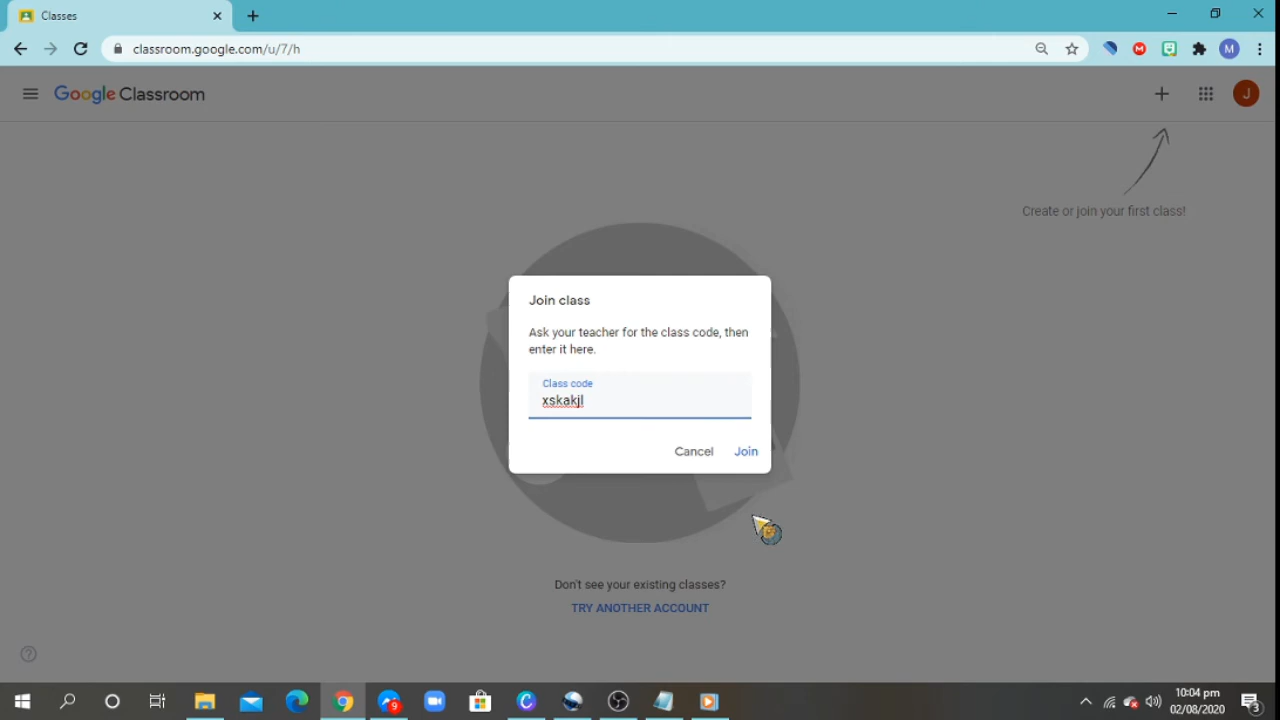 Classes
classroom.google.com/u/7/h
M
Google Classroom
J
Create or join your first class!
Join class
Ask your teacher for the class code, then
enter it here.
Class code
xskakjl
Cancel
Join
Don't see your existing classes?
TRY ANOTHER ACCOUNT
9
10:04 pm
02/08/2020
3